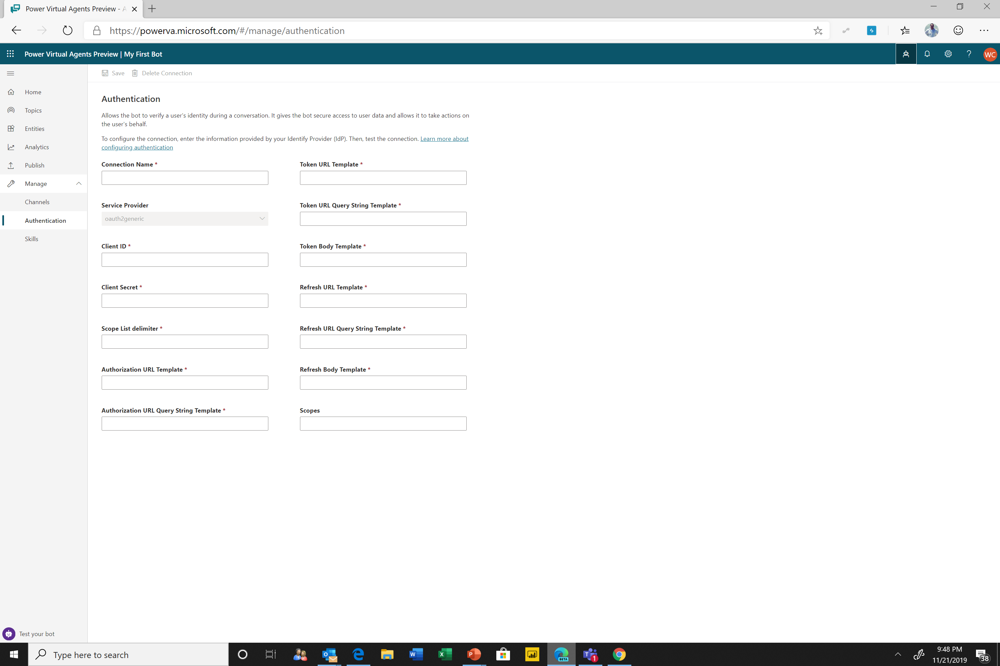 Power Virtual Agents Preview - A
https://powerva.microsoft.com/#/manage/authentication
Power Virtual Agents Preview | My First Bot
?
WC
Save
Delete Connection
Home
Topics
Entities
Analytics
Publish
Manage
Channels
Authentication
Skills
Authentication
Allows the bot to verify a user's identity during a conversation. It gives the bot secure access to user data and allows it to take actions on
the user's behalf.
To configure the connection, enter the information provided by your Identify Provider (IdP). Then, test the connection. Learn more about
configuring authentication
Connection Name *
Token URL Template *
Service Provider
oauth2generic
Token URL Query String Template *
Client ID *
Token Body Template *
Client Secret *
Refresh URL Template *
Scope List delimiter *
Refresh URL Query String Template *
Authorization URL Template *
Refresh Body Template *
Authorization URL Query String Template *
Scopes
Test your bot
Type here to search
O
W
X
P
BETA
T
1
9:48 PM
11/21/2019
38